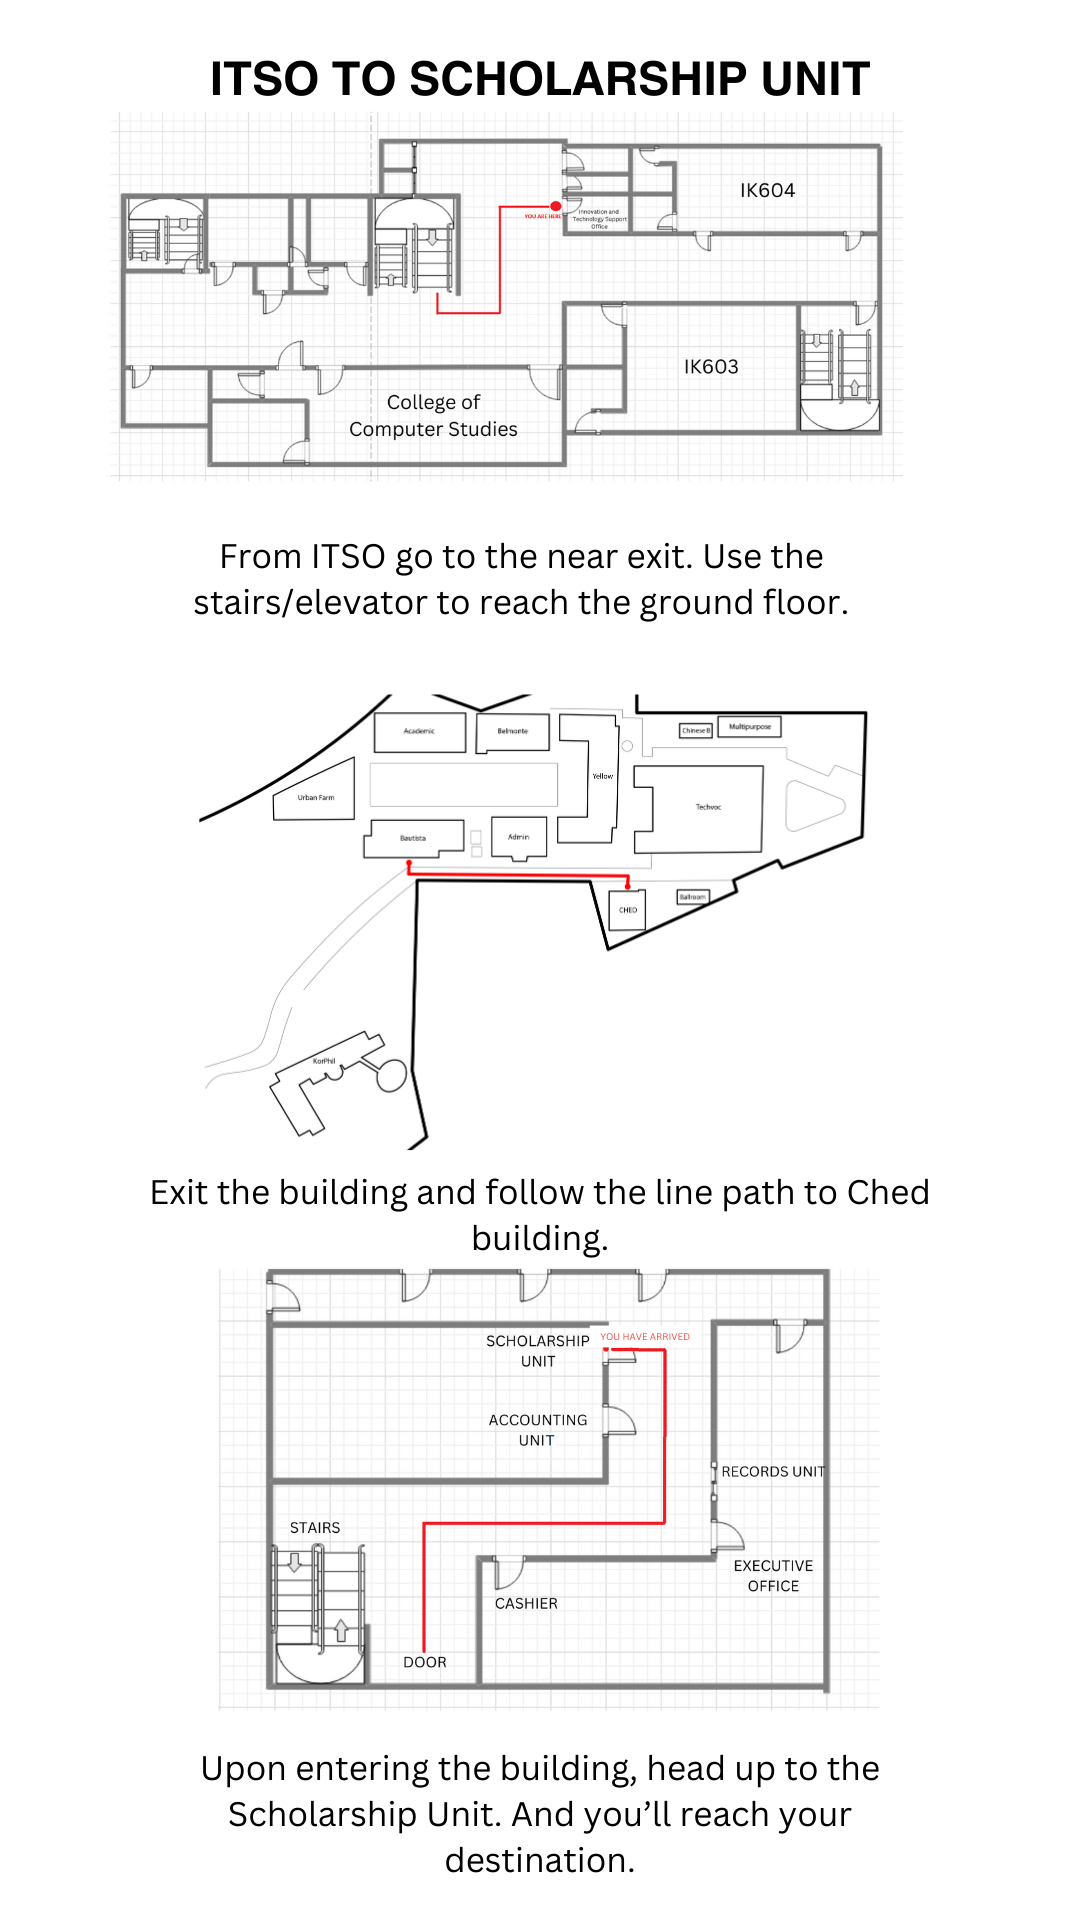 ITSO TO SCHOLARSHIP UNIT
IK604
YOU ARE HERE
Innovation and
Technology Support
Office
IK603
College of
Computer Studies
From ITSO go to the near exit. Use the
stairs/elevator to reach the ground floor.
Academic
Belmonte
Chinese B
Multipurpose
Yellow
Urban Farm
Techvoc
Bautista
Admin
CHED
Ballroom
KorPhil
Exit the building and follow the line path to Ched
building.
SCHOLARSHIP
UNIT
YOU HAVE ARRIVED
ACCOUNTING
UNIT
RECORDS UNIT
STAIRS
EXECUTIVE
OFFICE
CASHIER
DOOR
Upon entering the building, head up to the
Scholarship Unit. And you’ll reach your
destination.